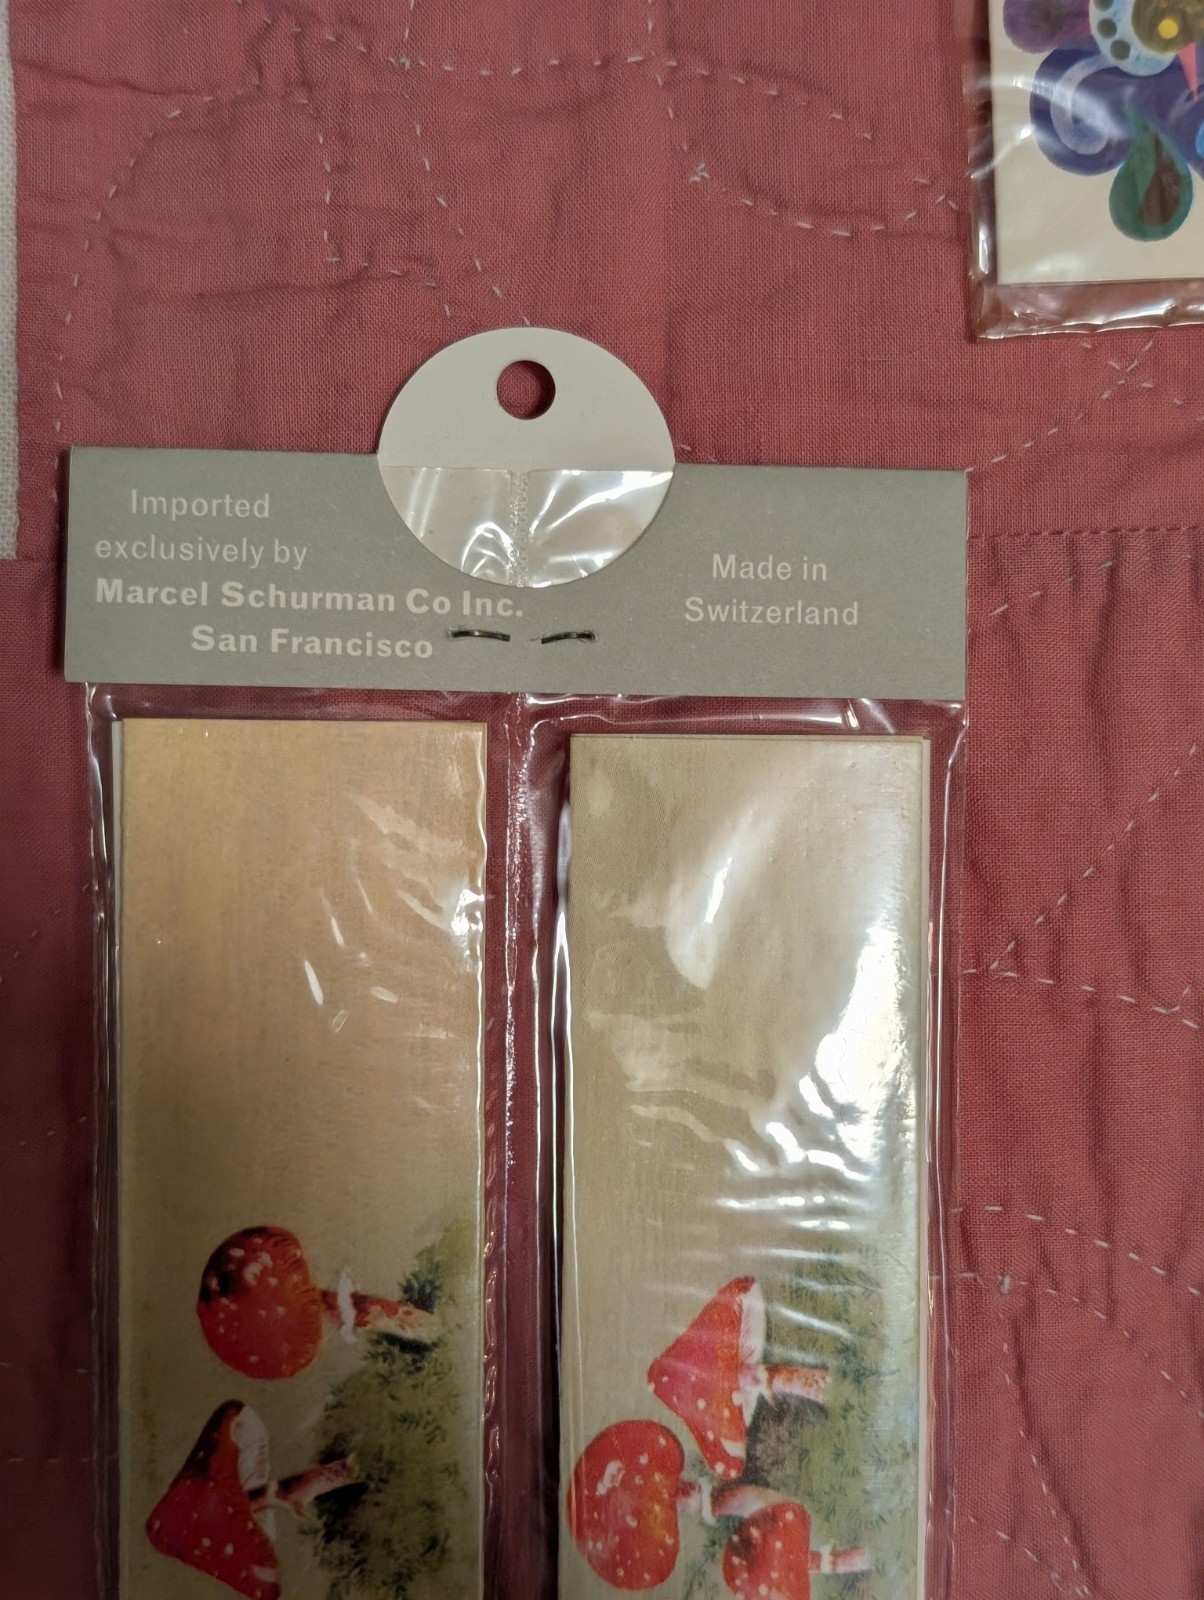 Imported
exclusively by
Marcel Schurman Co Inc.
San Francisco
Made in
Switzerland